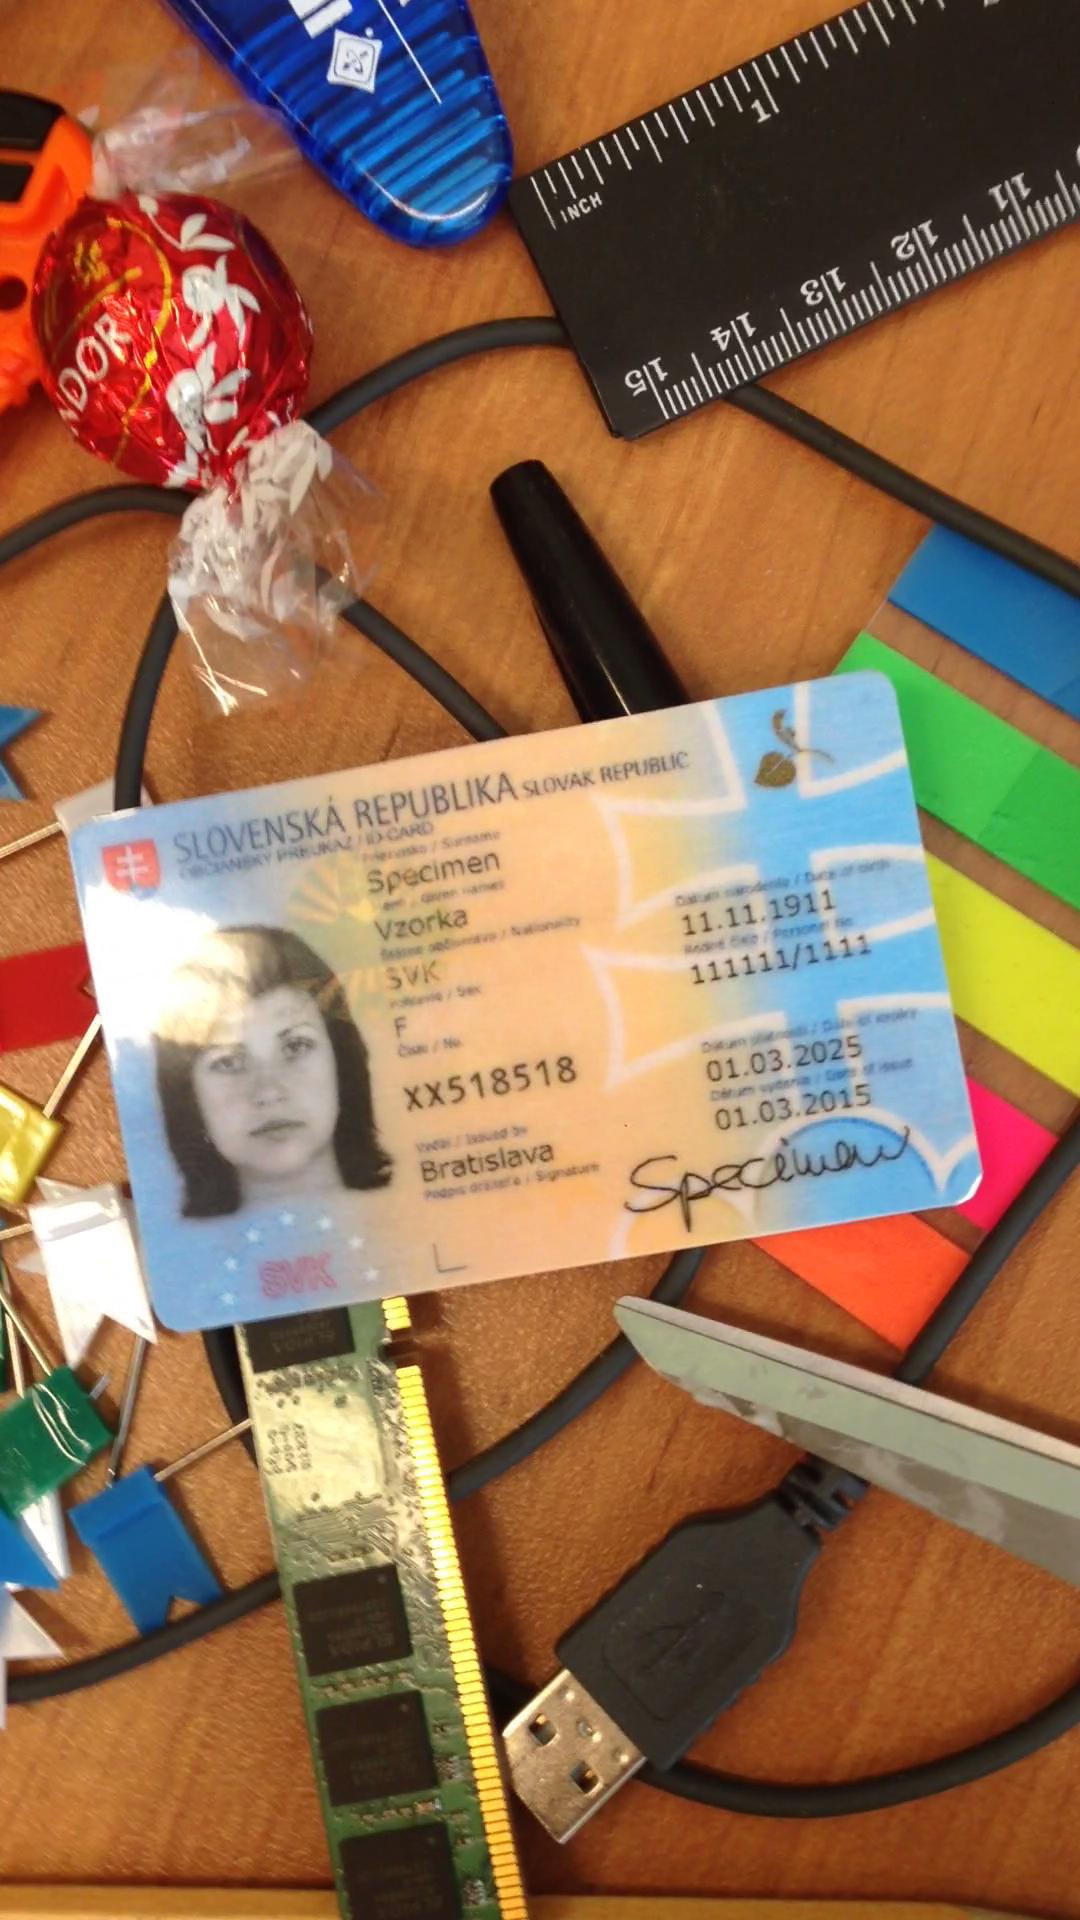 INCH
1
11
12
13
14
15
DOR
SLOVENSKÁ REPUBLIKA SLOVAK REPUBLIC
OBČIANSKY PREUKAZ / ID CARD
Priezvisko / Surname
Specimen
Meno / Given names
Vzorka
Štátne občianstvo / Nationality
SVK
Pohlavie / Sex
F
Číslo / No.
XX518518
Vydal / Issued by
Bratislava
Podpis držiteľa / Signature
Dátum narodenia / Date of birth
11.11.1911
Rodné číslo / Personal No.
111111/1111
Dátum platnosti / Date of expiry
01.03.2025
Dátum vydania / Date of issue
01.03.2015
Specimen
SVK